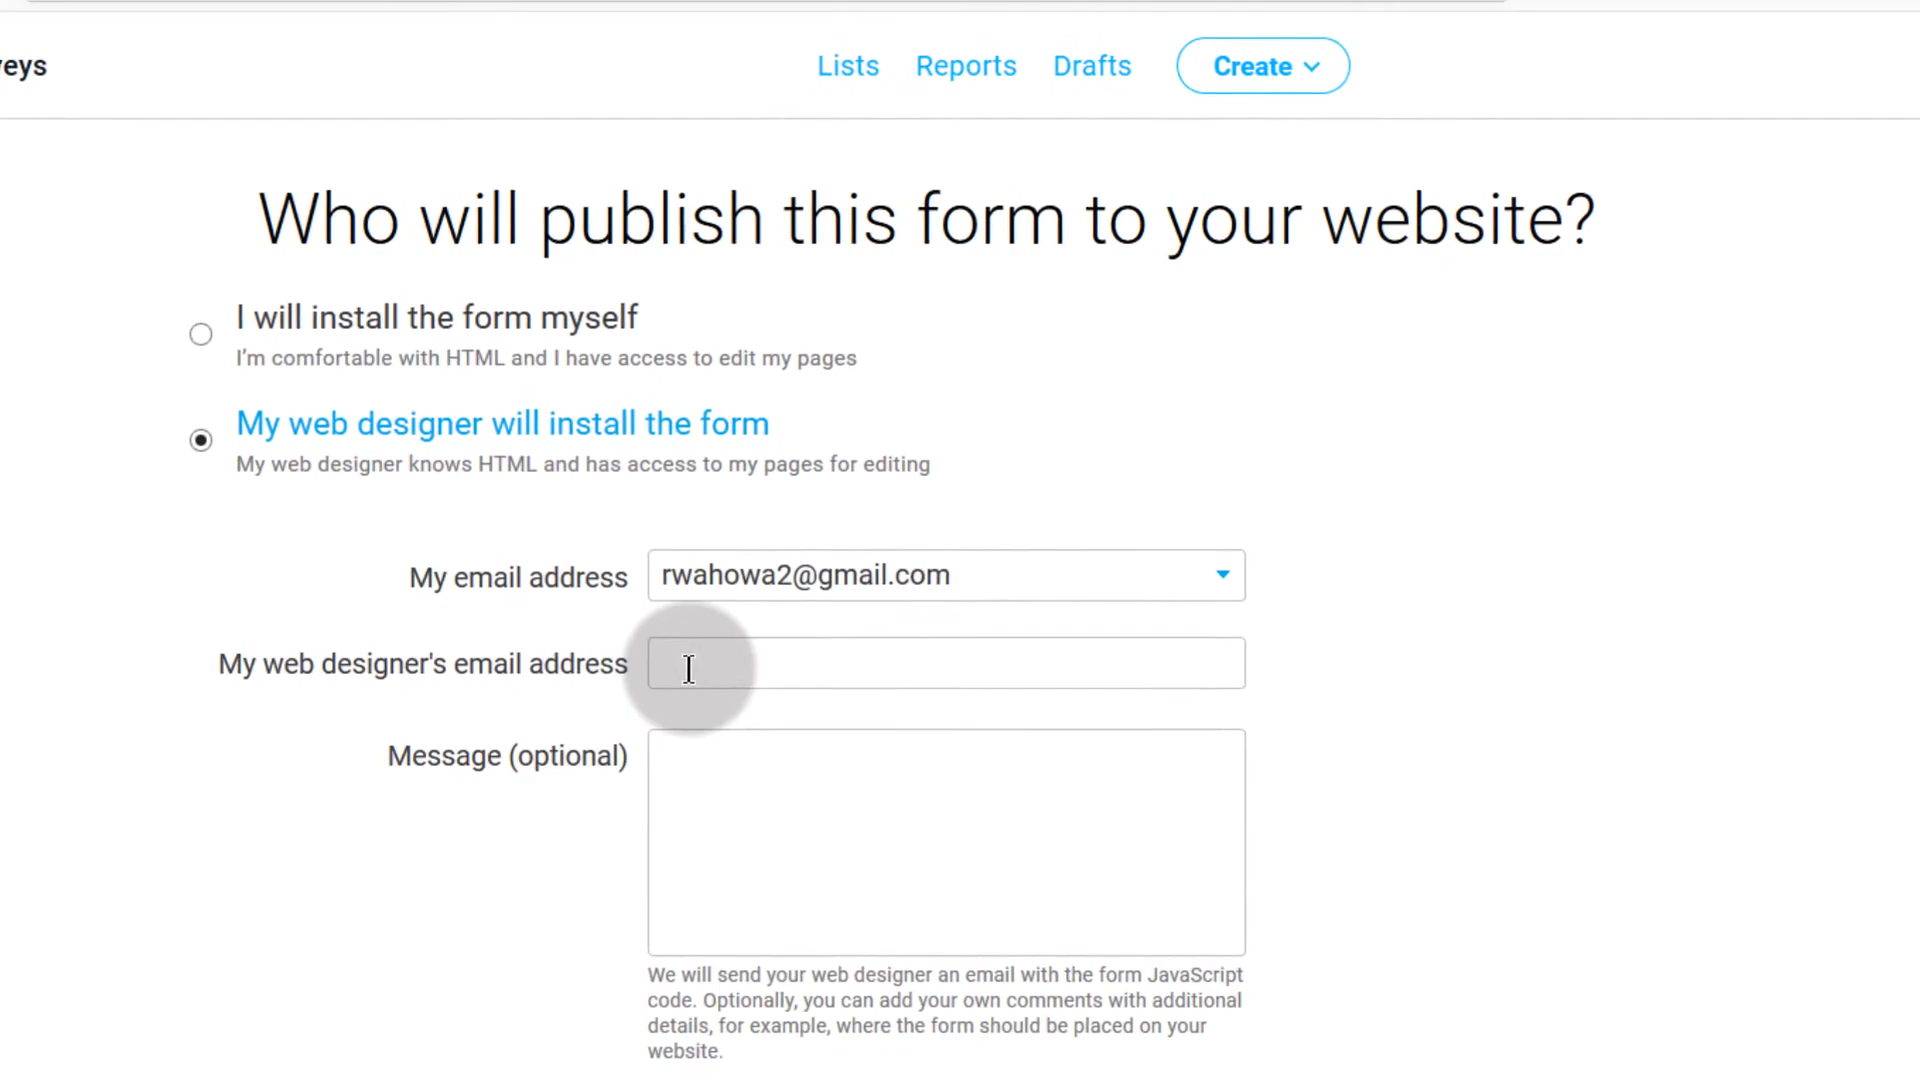 veys
Lists Reports Drafts Create
Who will publish this form to your website?
I will install the form myself
I'm comfortable with HTML and I have access to edit my pages
My web designer will install the form
My web designer knows HTML and has access to my pages for editing
My email address rwahowa2@gmail.com
My web designer's email address
Message (optional)
We will send your web designer an email with the form JavaScript
code. Optionally, you can add your own comments with additional
details, for example, where the form should be placed on your
website.